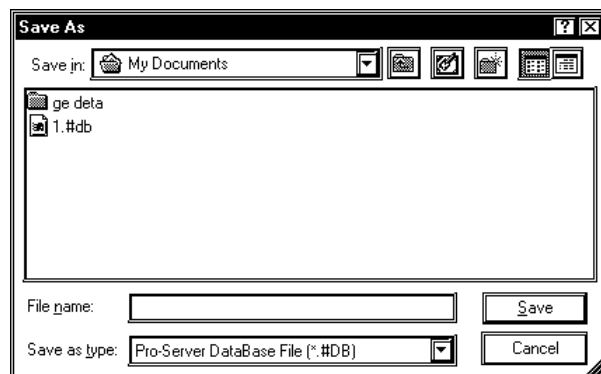 Save As
Save in: My Documents
ge deta
1.#db
File name: Save
Save as type: Pro-Server DataBase File (*.#DB) Cancel